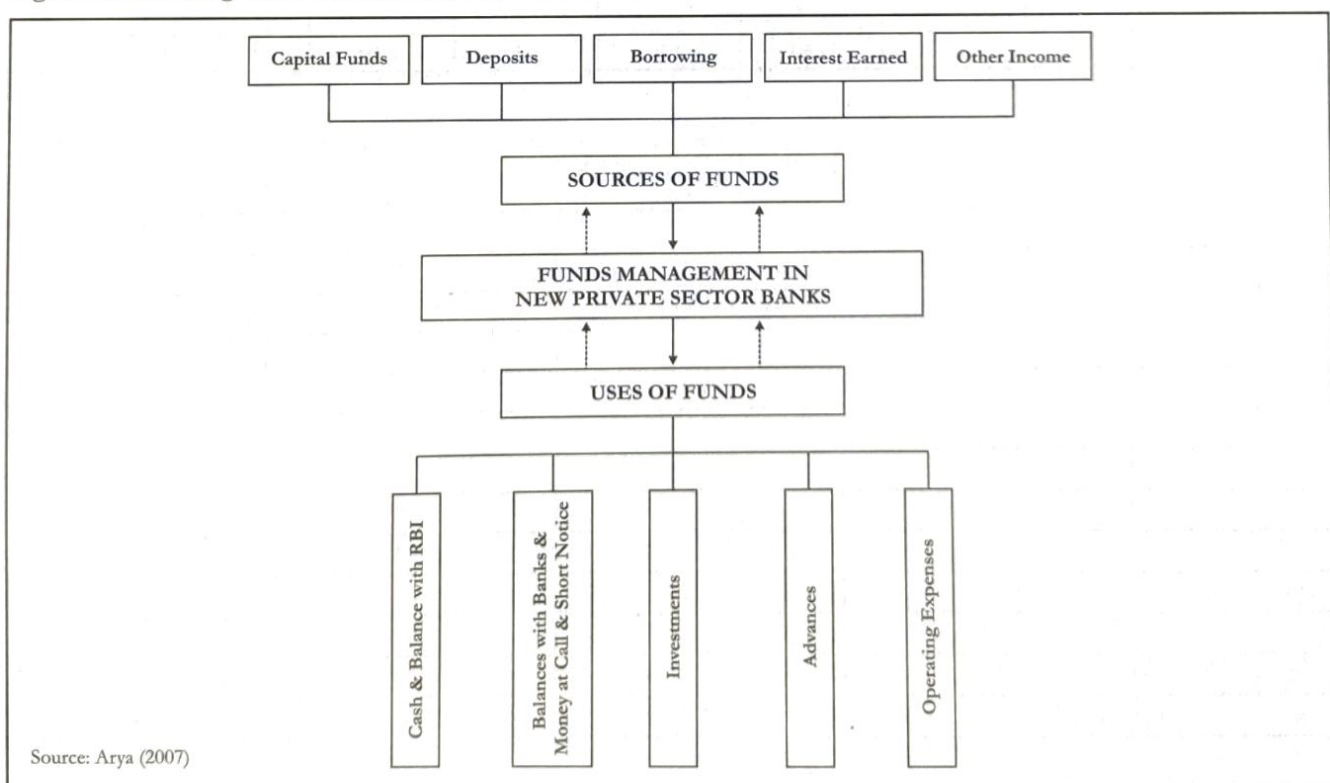 Capital Funds
Deposits
Borrowing
Interest Earned
Other Income
SOURCES OF FUNDS
FUNDS MANAGEMENT IN
NEW PRIVATE SECTOR BANKS
USES OF FUNDS
Cash & Balance with RBI
Balances with Banks &
Money at Call & Short Notice
Investments
Advances
Operating Expenses
Source: Arya (2007)